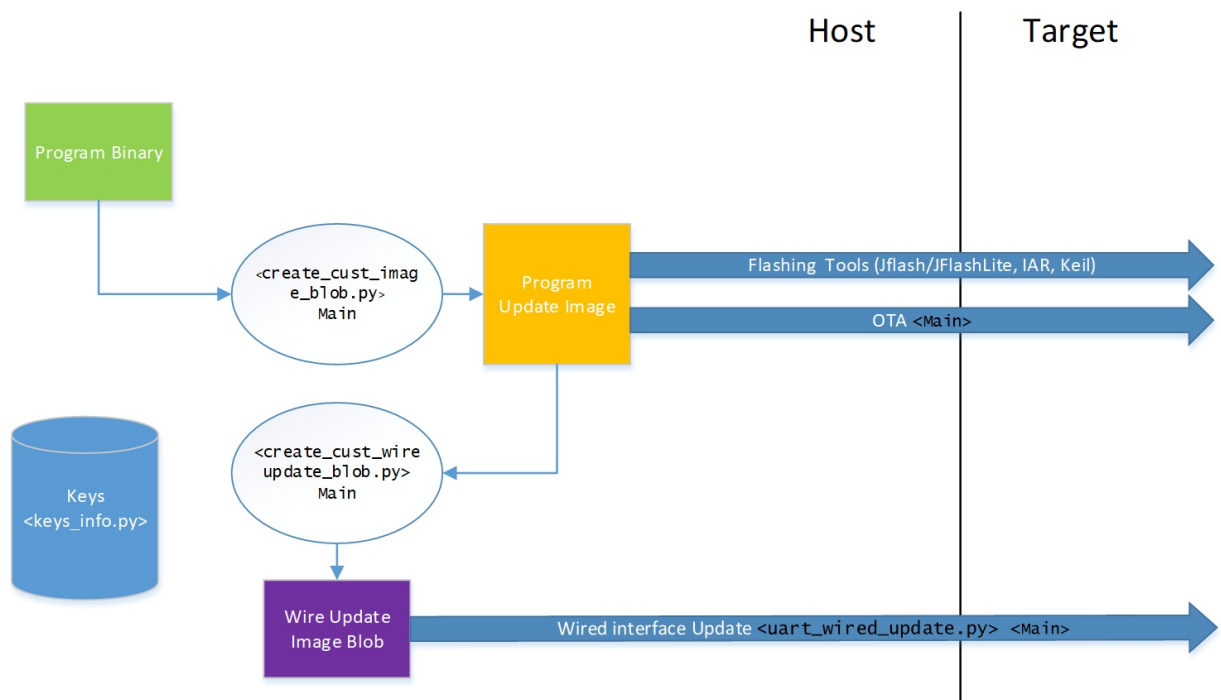 Host
Target
Program Binary
<create_cust_imag
e_blob.py>
Main
Program
Update Image
Flashing Tools (Jflash/JFlashLite, IAR, Keil)
OTA <Main>
<create_cust_wire
update_blob.py>
Main
Keys
<keys_info.py>
Wire Update
Image Blob
Wired interface Update <uart_wired_update.py> <Main>